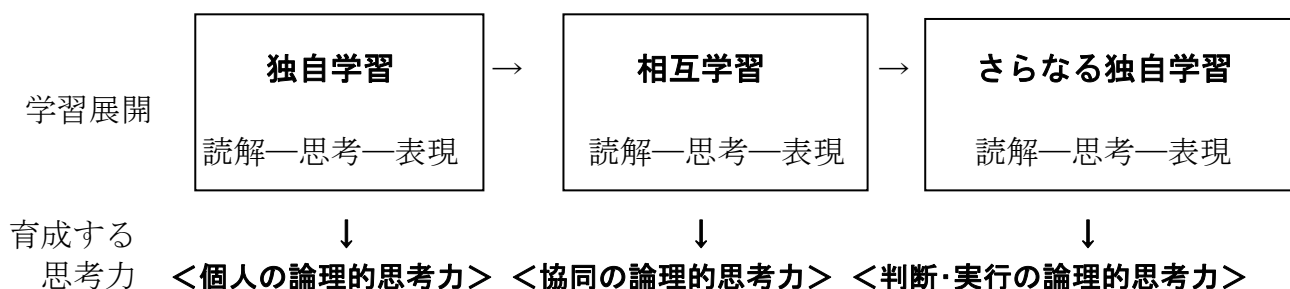 独自学習 → 相互学習 → さらなる独自学習
学習展開
読解―思考―表現 読解―思考―表現 読解―思考―表現
育成する ↓ ↓ ↓
思考力 <個人の論理的思考力> <協同の論理的思考力> <判断・実行の論理的思考力>